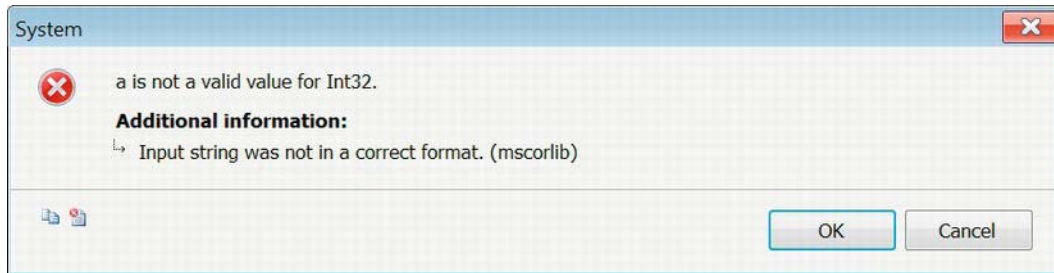 System
a is not a valid value for Int32.
Additional information:
Input string was not in a correct format. (mscorlib)
OK
Cancel